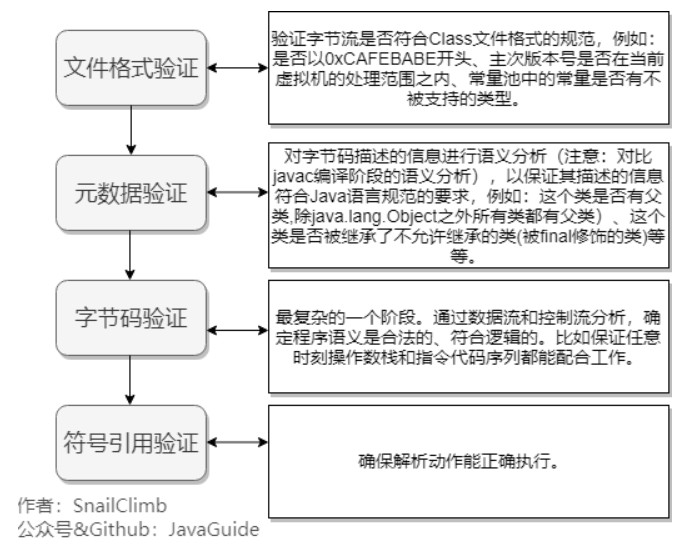 文件格式验证
验证字节流是否符合Class文件格式的规范，例如：
是否以0xCAFEBABE开头、主次版本号是否在当前
虚拟机的处理范围之内、常量池中的常量是否有不
被支持的类型。
元数据验证
对字节码描述的信息进行语义分析（注意：对比
javac编译阶段的语义分析），以保证其描述的信息
符合Java语言规范的要求，例如：这个类是否有父
类,除java.lang.Object之外所有类都有父类）、这个
类是否被继承了不允许继承的类(被final修饰的类)等
等。
字节码验证
最复杂的一个阶段。通过数据流和控制流分析，确
定程序语义是合法的、符合逻辑的。比如保证任意
时刻操作数栈和指令代码序列都能配合工作。
符号引用验证
确保解析动作能正确执行。
作者：SnailClimb
公众号&Github：JavaGuide